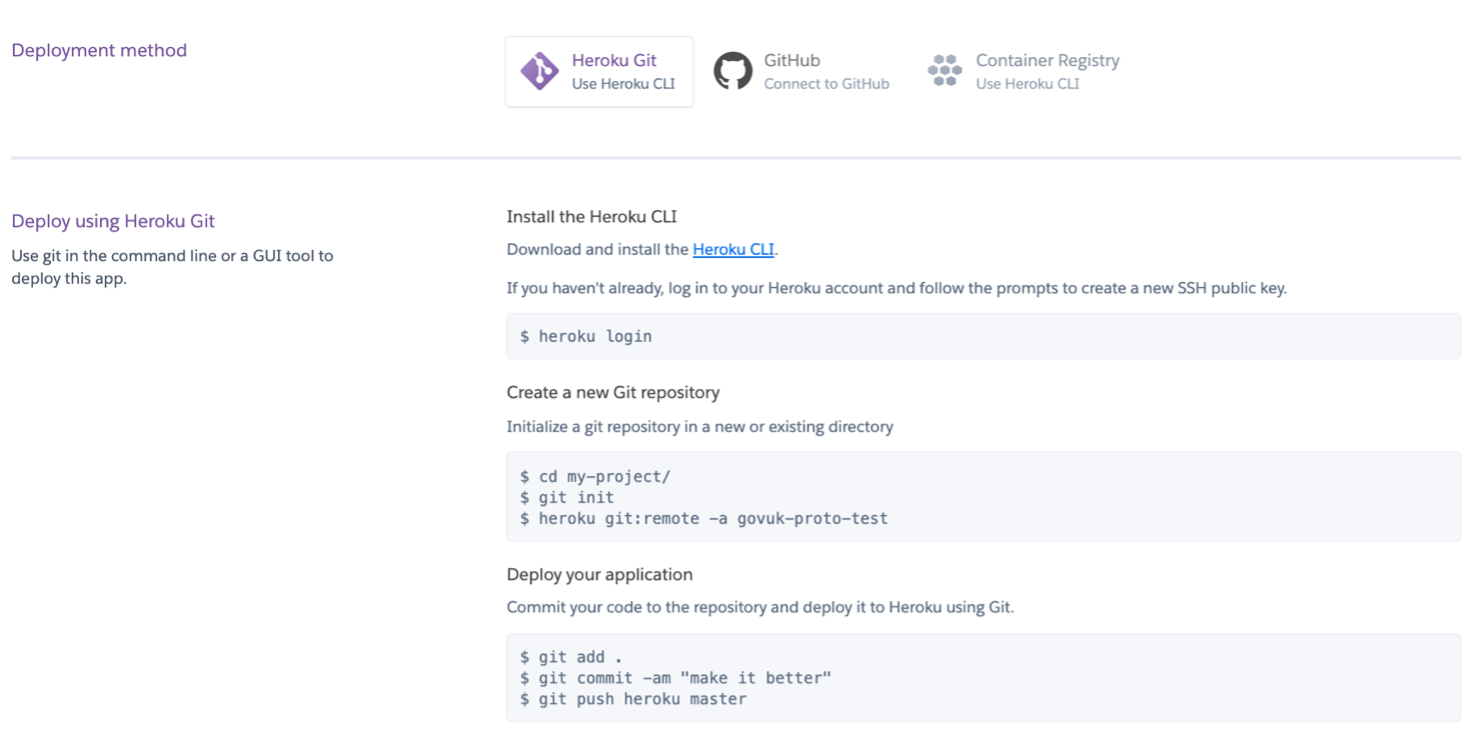 Deployment method
Heroku Git
Use Heroku CLI
GitHub
Connect to GitHub
Container Registry
Use Heroku CLI
Deploy using Heroku Git
Use git in the command line or a GUI tool to
deploy this app.
Install the Heroku CLI
Download and install the Heroku CLI.
If you haven't already, log in to your Heroku account and follow the prompts to create a new SSH public key.
$ heroku login
Create a new Git repository
Initialize a git repository in a new or existing directory
$ cd my-project/
$ git init
$ heroku git:remote -a govuk-proto-test
Deploy your application
Commit your code to the repository and deploy it to Heroku using Git.
$ git add .
$ git commit -am "make it better"
$ git push heroku master